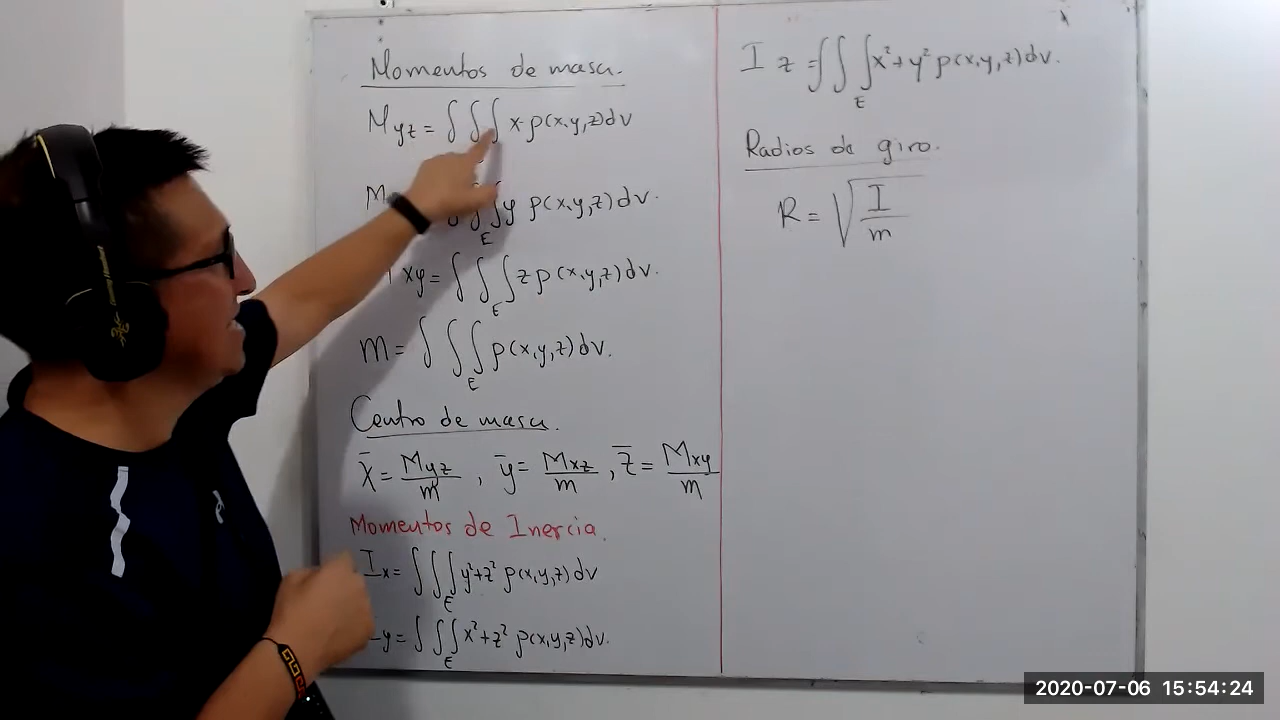 Momentos de masa.
Myz = ∫∫∫ x·ρ(x,y,z)dv
M ∫∫∫E y ρ(x,y,z)dv.
xy = ∫∫∫E z ρ(x,y,z)dv.
m = ∫∫∫E ρ(x,y,z)dv.
Centro de masa.
x̄ = Myz/m , ȳ = Mxz/m , z̄ = Mxy/m
Momentos de Inercia.
Ix = ∫∫∫E y²+z² ρ(x,y,z)dv
y = ∫∫∫E x²+z² ρ(x,y,z)dv.
I z = ∫∫∫E x²+y² ρ(x,y,z)dv.
Radios de giro.
R = √(I/m)
2020-07-06 15:54:24